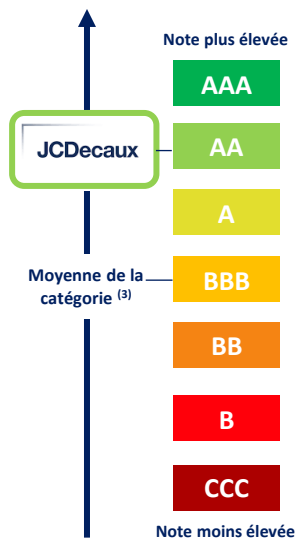 Note plus élevée
AAA
JCDecaux
AA
A
Moyenne de la
catégorie (3)
BBB
BB
B
CCC
Note moins élevée